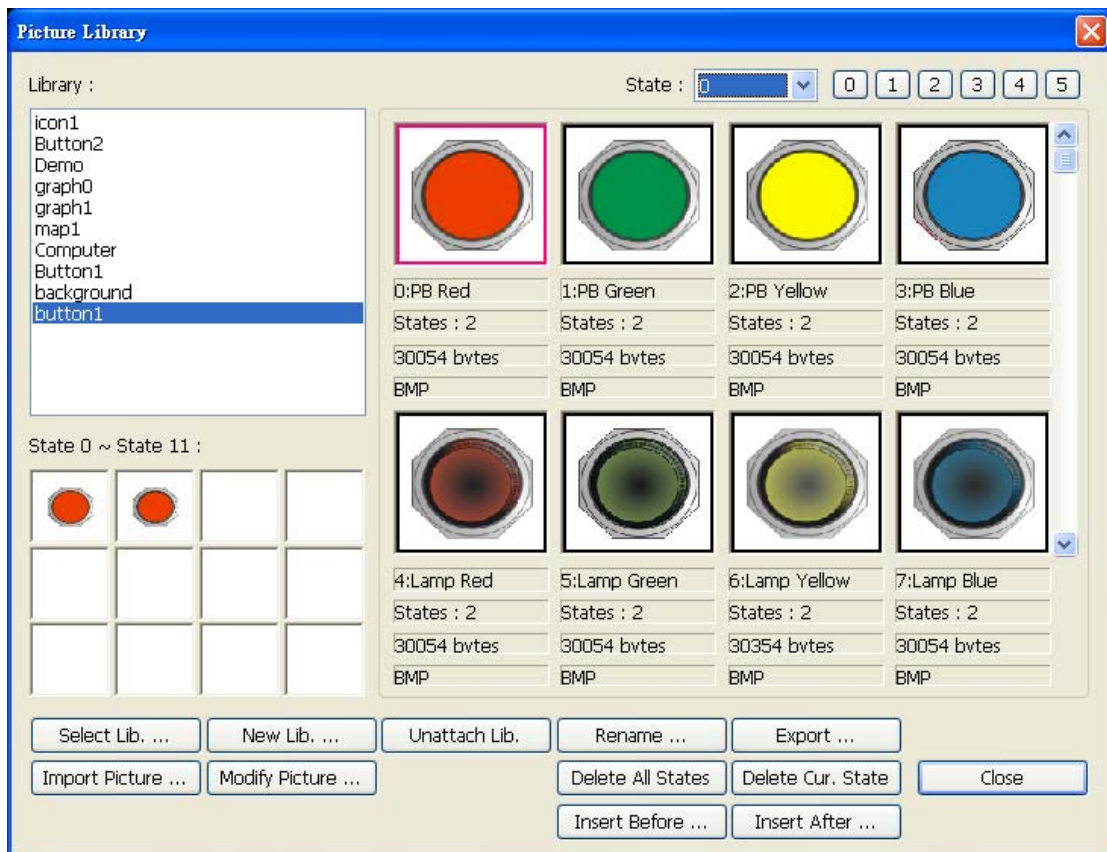 Picture Library
Library :
State : 0 0 1 2 3 4 5
icon1
Button2
Demo
graph0
graph1
map1
Computer
Button1
background
button1
0:PB Red 1:PB Green 2:PB Yellow 3:PB Blue
States : 2 States : 2 States : 2 States : 2
30054 bytes 30054 bytes 30054 bytes 30054 bytes
BMP BMP BMP BMP
State 0 ~ State 11 :
4:Lamp Red 5:Lamp Green 6:Lamp Yellow 7:Lamp Blue
States : 2 States : 2 States : 2 States : 2
30054 bytes 30054 bytes 30354 bytes 30054 bytes
BMP BMP BMP BMP
Select Lib. ... New Lib. ... Unattach Lib. Rename ... Export ...
Import Picture ... Modify Picture ... Delete All States Delete Cur. State Close
Insert Before ... Insert After ...